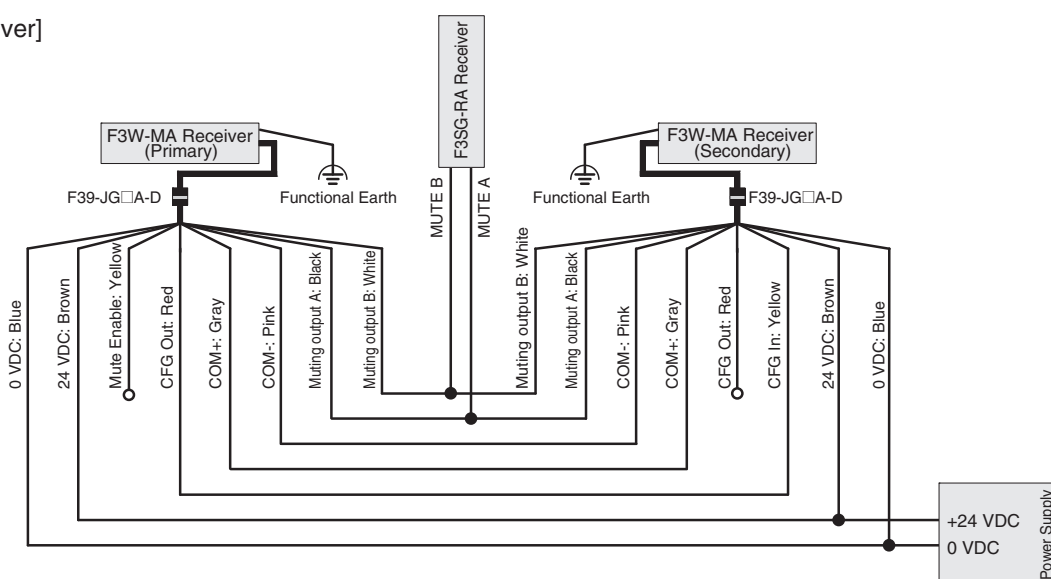 ver]
F3SG-RA Receiver
F3W-MA Receiver
(Primary)
F3W-MA Receiver
(Secondary)
F39-JG□A-D
Functional Earth
MUTE B
MUTE A
Functional Earth
F39-JG□A-D
0 VDC: Blue
24 VDC: Brown
Mute Enable: Yellow
CFG Out: Red
COM+: Gray
COM-: Pink
Muting output A: Black
Muting output B: White
Muting output B: White
Muting output A: Black
COM-: Pink
COM+: Gray
CFG Out: Red
CFG In: Yellow
24 VDC: Brown
0 VDC: Blue
+24 VDC
0 VDC
Power Supply